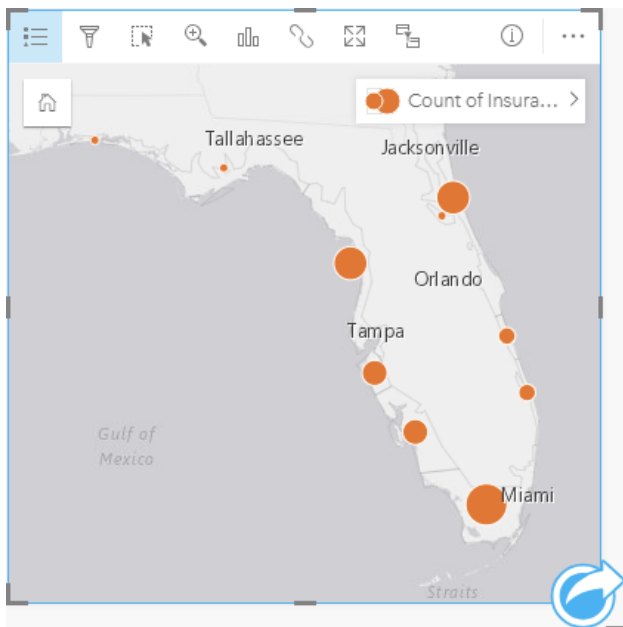 Count of Insura...
Tallahassee
Jacksonville
Orlando
Tampa
Gulf of
Mexico
Miami
Straits